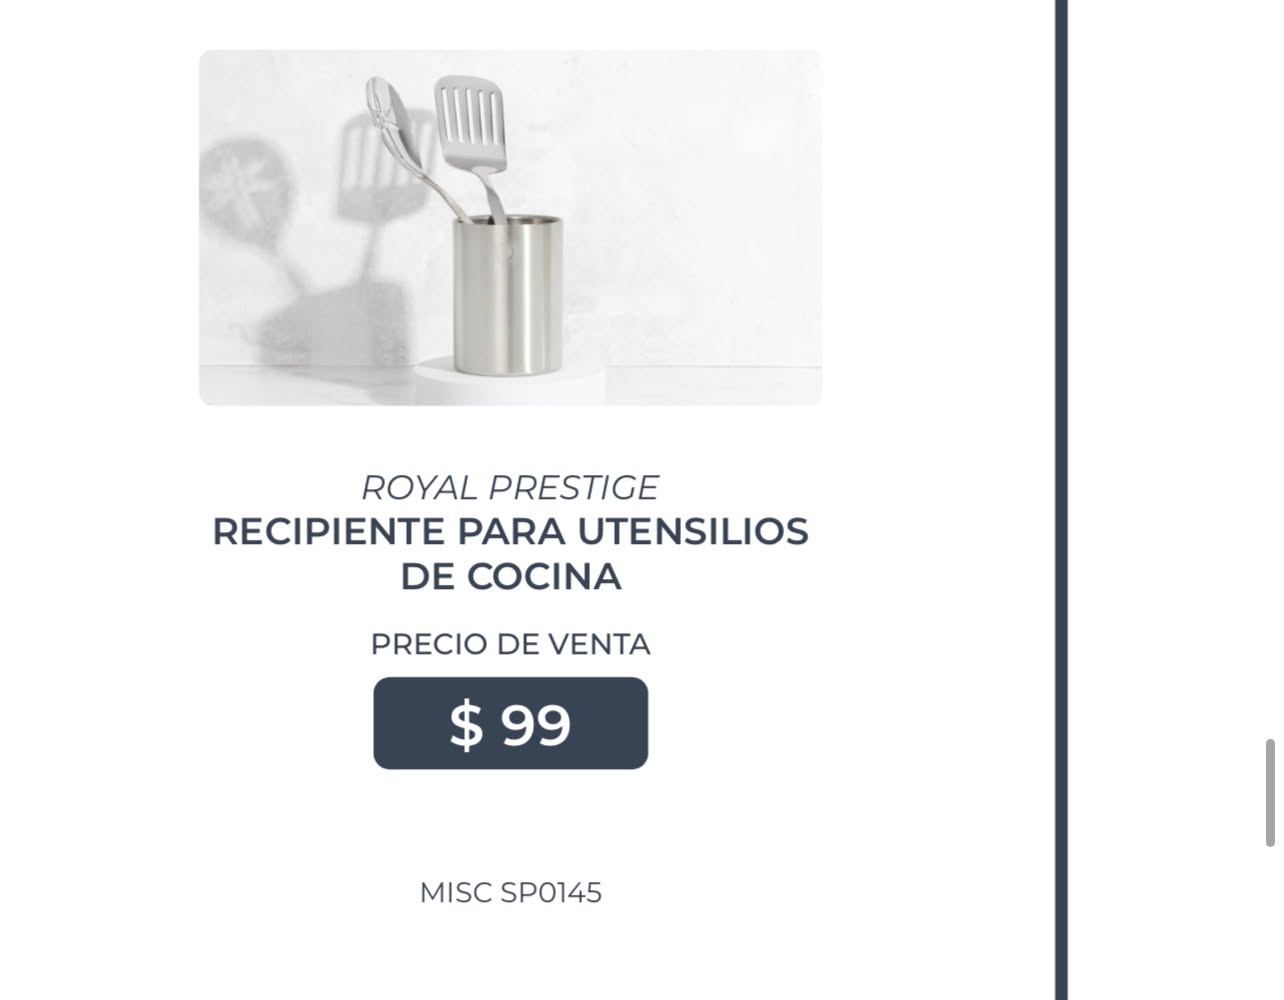 ROYAL PRESTIGE
RECIPIENTE PARA UTENSILIOS
DE COCINA
PRECIO DE VENTA
$ 99
MISC SP0145